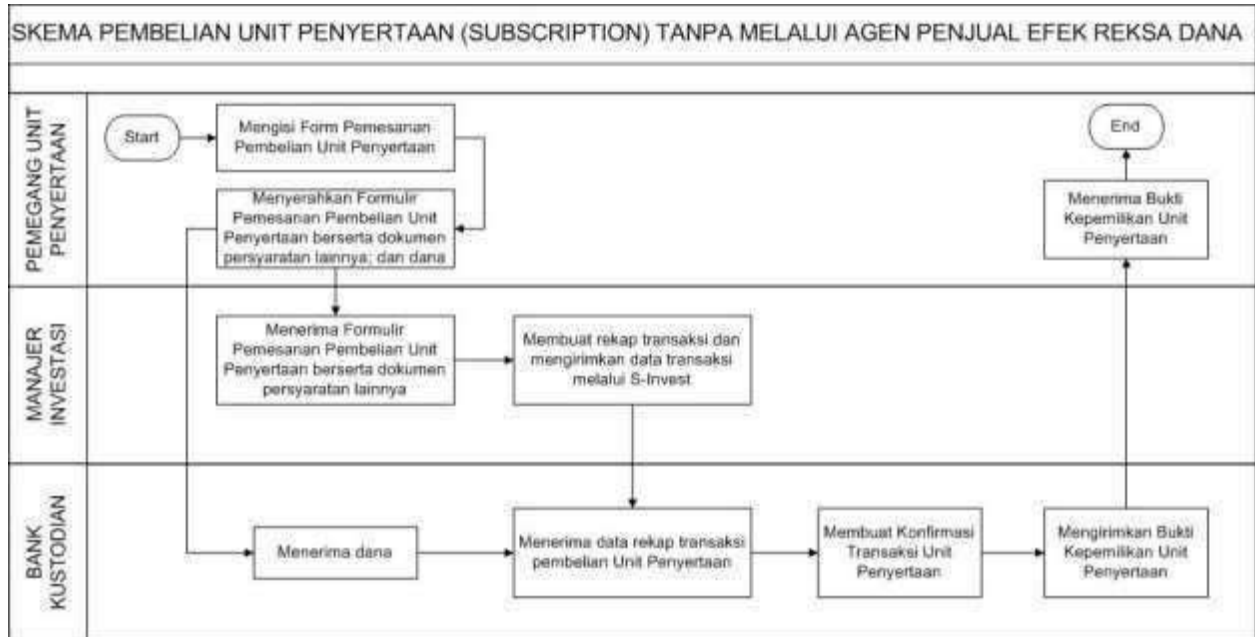 SKEMA PEMBELIAN UNIT PENYERTAAN (SUBSCRIPTION) TANPA MELALUI AGEN PENJUAL EFEK REKSA DANA
PEMEGANG UNIT
PENYERTAAN
Start
Mengisi Form Pemesanan
Pembelian Unit Penyertaan
Menyerahkan Formulir
Pemesanan Pembelian Unit
Penyertaan berserta dokumen
persyaratan lainnya; dan dana
End
Menerima Bukti
Kepemilikan Unit
Penyertaan
MANAJER
INVESTASI
Menerima Formulir
Pemesanan Pembelian Unit
Penyertaan berserta dokumen
persyaratan lainnya
Membuat rekap transaksi dan
mengirimkan data transaksi
melalui S-Invest
BANK
KUSTODIAN
Menerima dana
Menerima data rekap transaksi
pembelian Unit Penyertaan
Membuat Konfirmasi
Transaksi Unit
Penyertaan
Mengirimkan Bukti
Kepemilikan Unit
Penyertaan